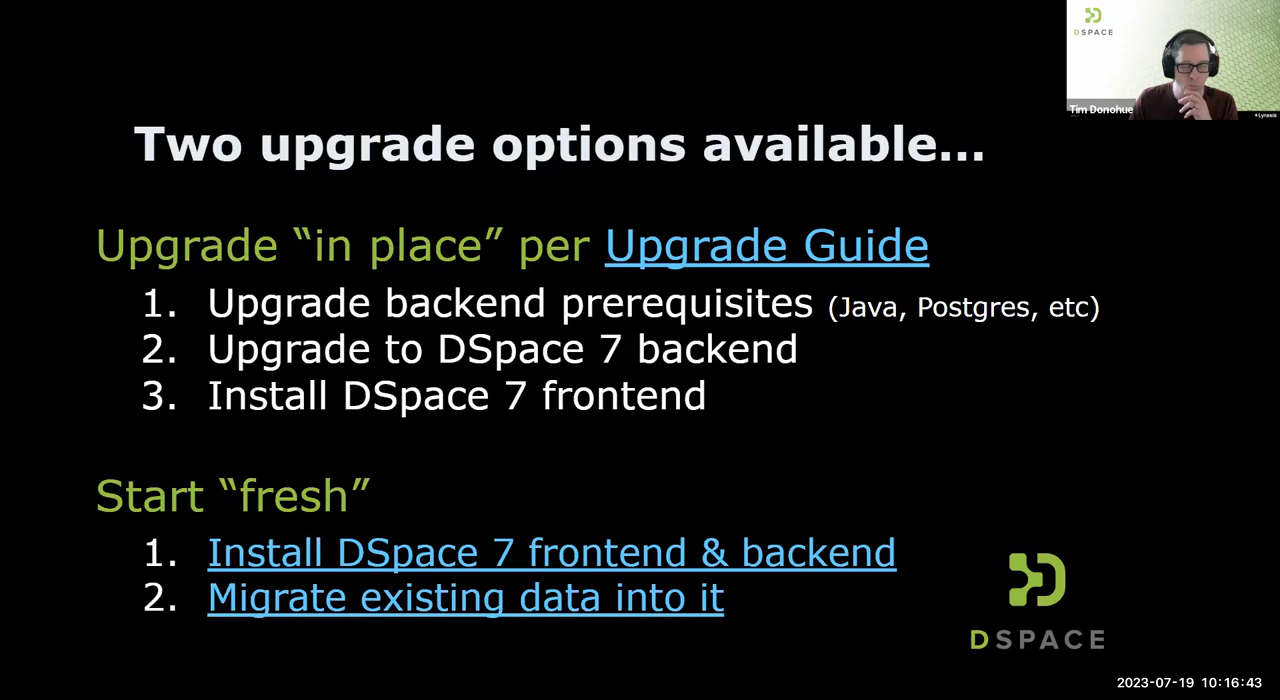 DSPACE
Tim Donohue
Lyrasis
Two upgrade options available...
Upgrade “in place” per Upgrade Guide
1. Upgrade backend prerequisites (Java, Postgres, etc)
2. Upgrade to DSpace 7 backend
3. Install DSpace 7 frontend
Start “fresh”
1. Install DSpace 7 frontend & backend
2. Migrate existing data into it
DSPACE
2023-07-19 10:16:43